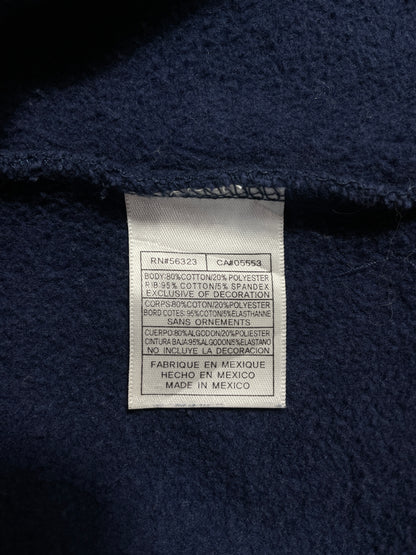 RN#56323 CA#05553
BODY:80%COTTON/20% POLYESTER
RIB:95% COTTON/5% SPANDEX
EXCLUSIVE OF DECORATION
CORPS:80%COTON/20%POLYESTER
BORD COTES:95%COTON/5%ELASTHANNE
SANS ORNEMENTS
CUERPO:80%ALGODON/20%POLIESTER
CINTURA BAJA:95%ALGODON/5%ELASTANO
NO INCLUYE LA DECORACION
FABRIQUE EN MEXIQUE
HECHO EN MEXICO
MADE IN MEXICO